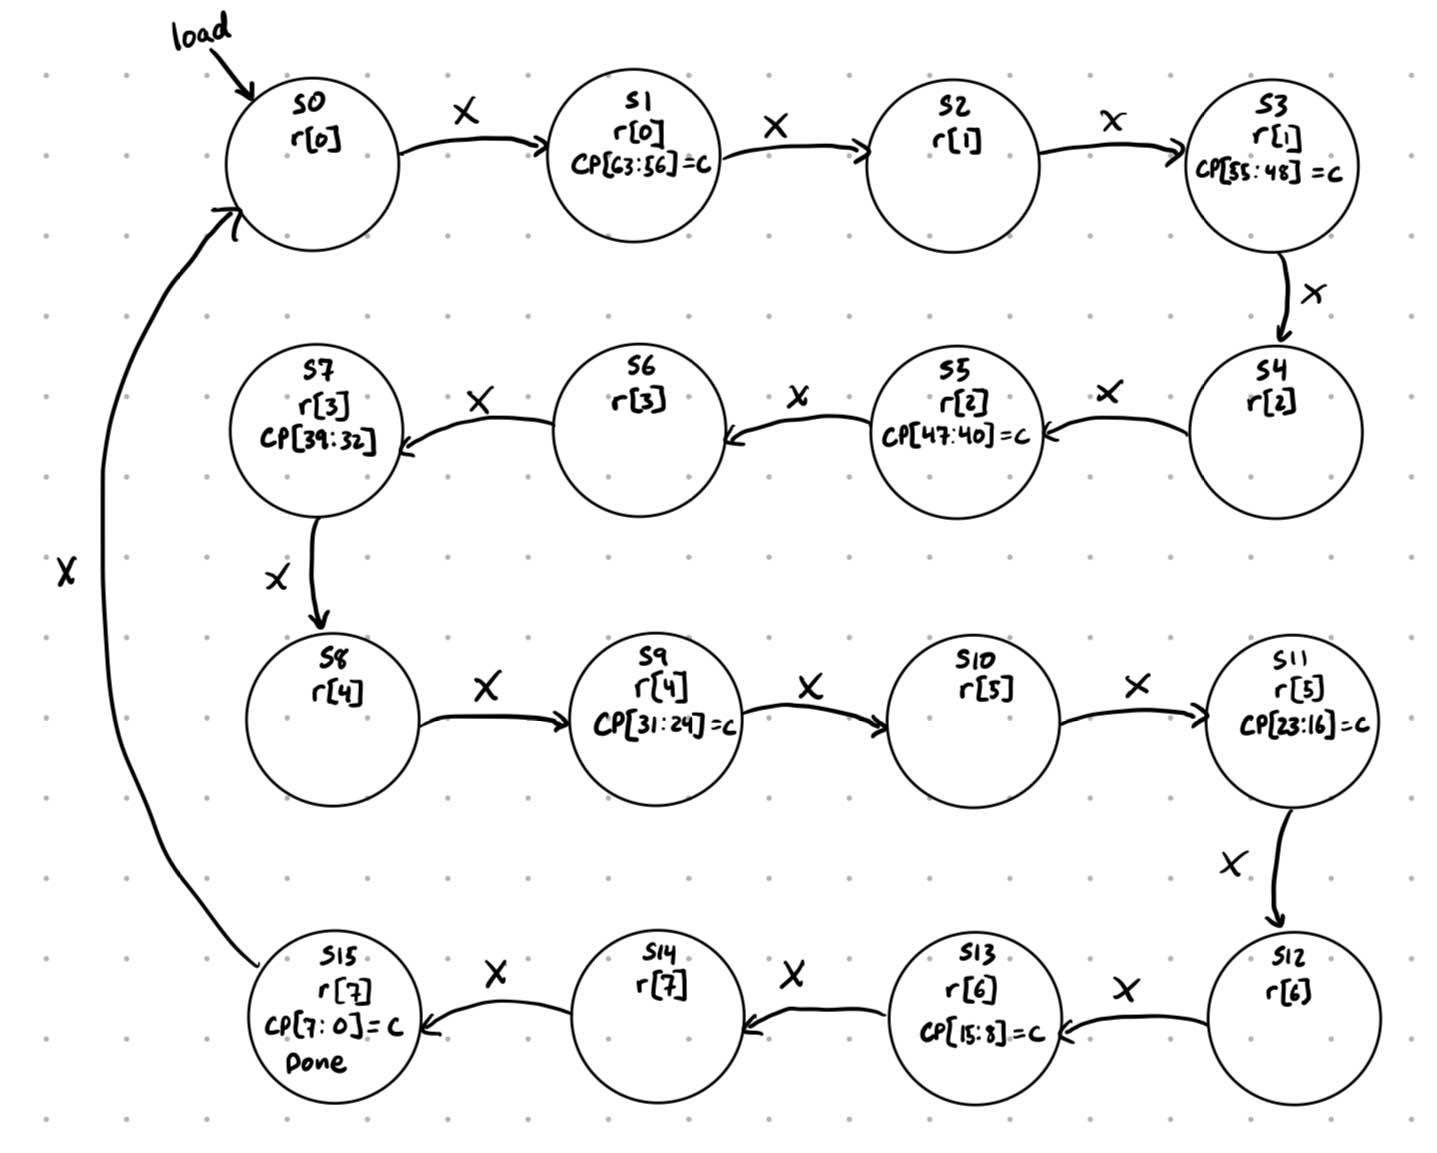 load
S0
r[0]
X
S1
r[0]
CP[63:56]=C
X
S2
r[1]
X
S3
r[1]
CP[55:48]=C
X
S4
r[2]
X
S5
r[2]
CP[47:40]=C
X
S6
r[3]
X
S7
r[3]
CP[39:32]
X
S8
r[4]
X
S9
r[4]
CP[31:24]=C
X
S10
r[5]
X
S11
r[5]
CP[23:16]=C
X
S12
r[6]
X
S13
r[6]
CP[15:8]=C
X
S14
r[7]
X
S15
r[7]
CP[7:0]=C
Done
X